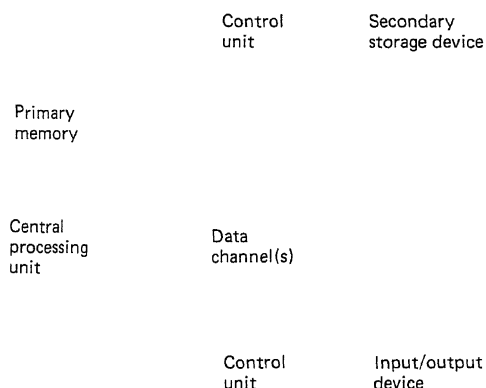 Control
unit
Secondary
storage device
Primary
memory
Central
processing
unit
Data
channel(s)
Control
unit
Input/output
device